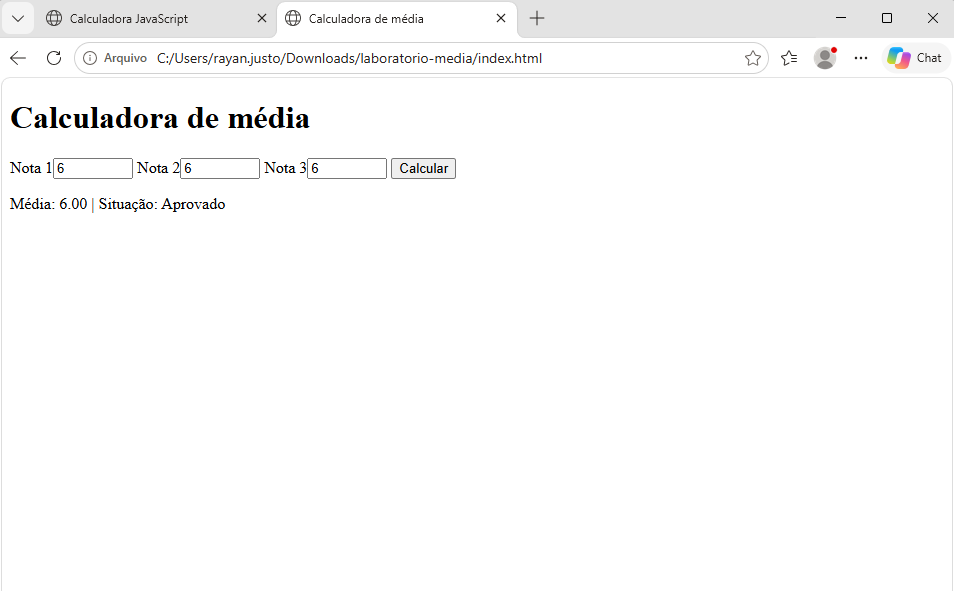 Calculadora JavaScript
Calculadora de média
Arquivo C:/Users/rayan.justo/Downloads/laboratorio-media/index.html
Chat
Calculadora de média
Nota 1 6 Nota 2 6 Nota 3 6 Calcular
Média: 6.00 | Situação: Aprovado